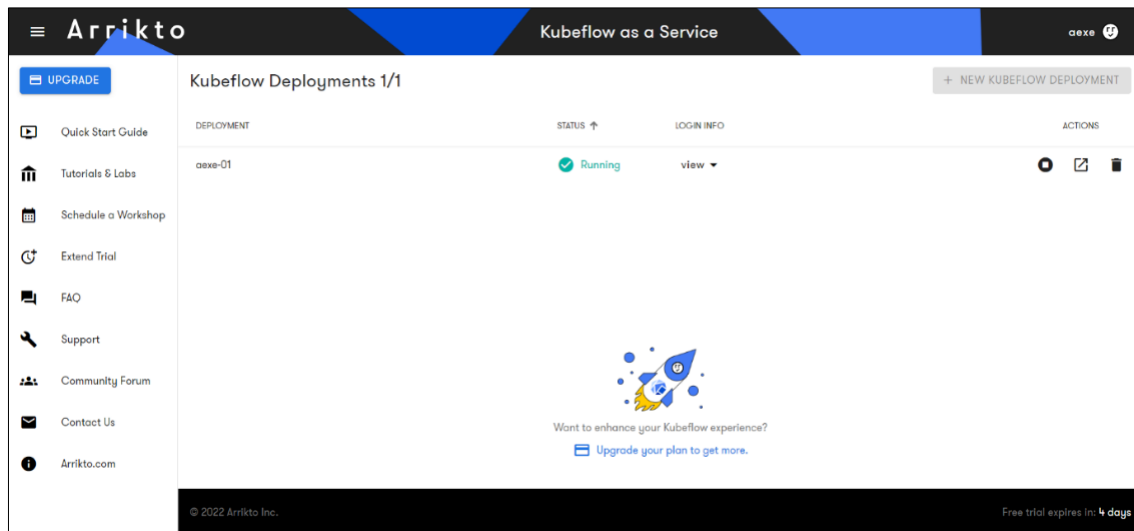 Arrikto
Kubeflow as a Service
aexe
UPGRADE
Kubeflow Deployments 1/1
+ NEW KUBEFLOW DEPLOYMENT
Quick Start Guide
Tutorials & Labs
Schedule a Workshop
Extend Trial
FAQ
Support
Community Forum
Contact Us
Arrikto.com
DEPLOYMENT STATUS LOGIN INFO ACTIONS
aexe-01 Running view
Want to enhance your Kubeflow experience?
Upgrade your plan to get more.
© 2022 Arrikto Inc.
Free trial expires in: 4 days